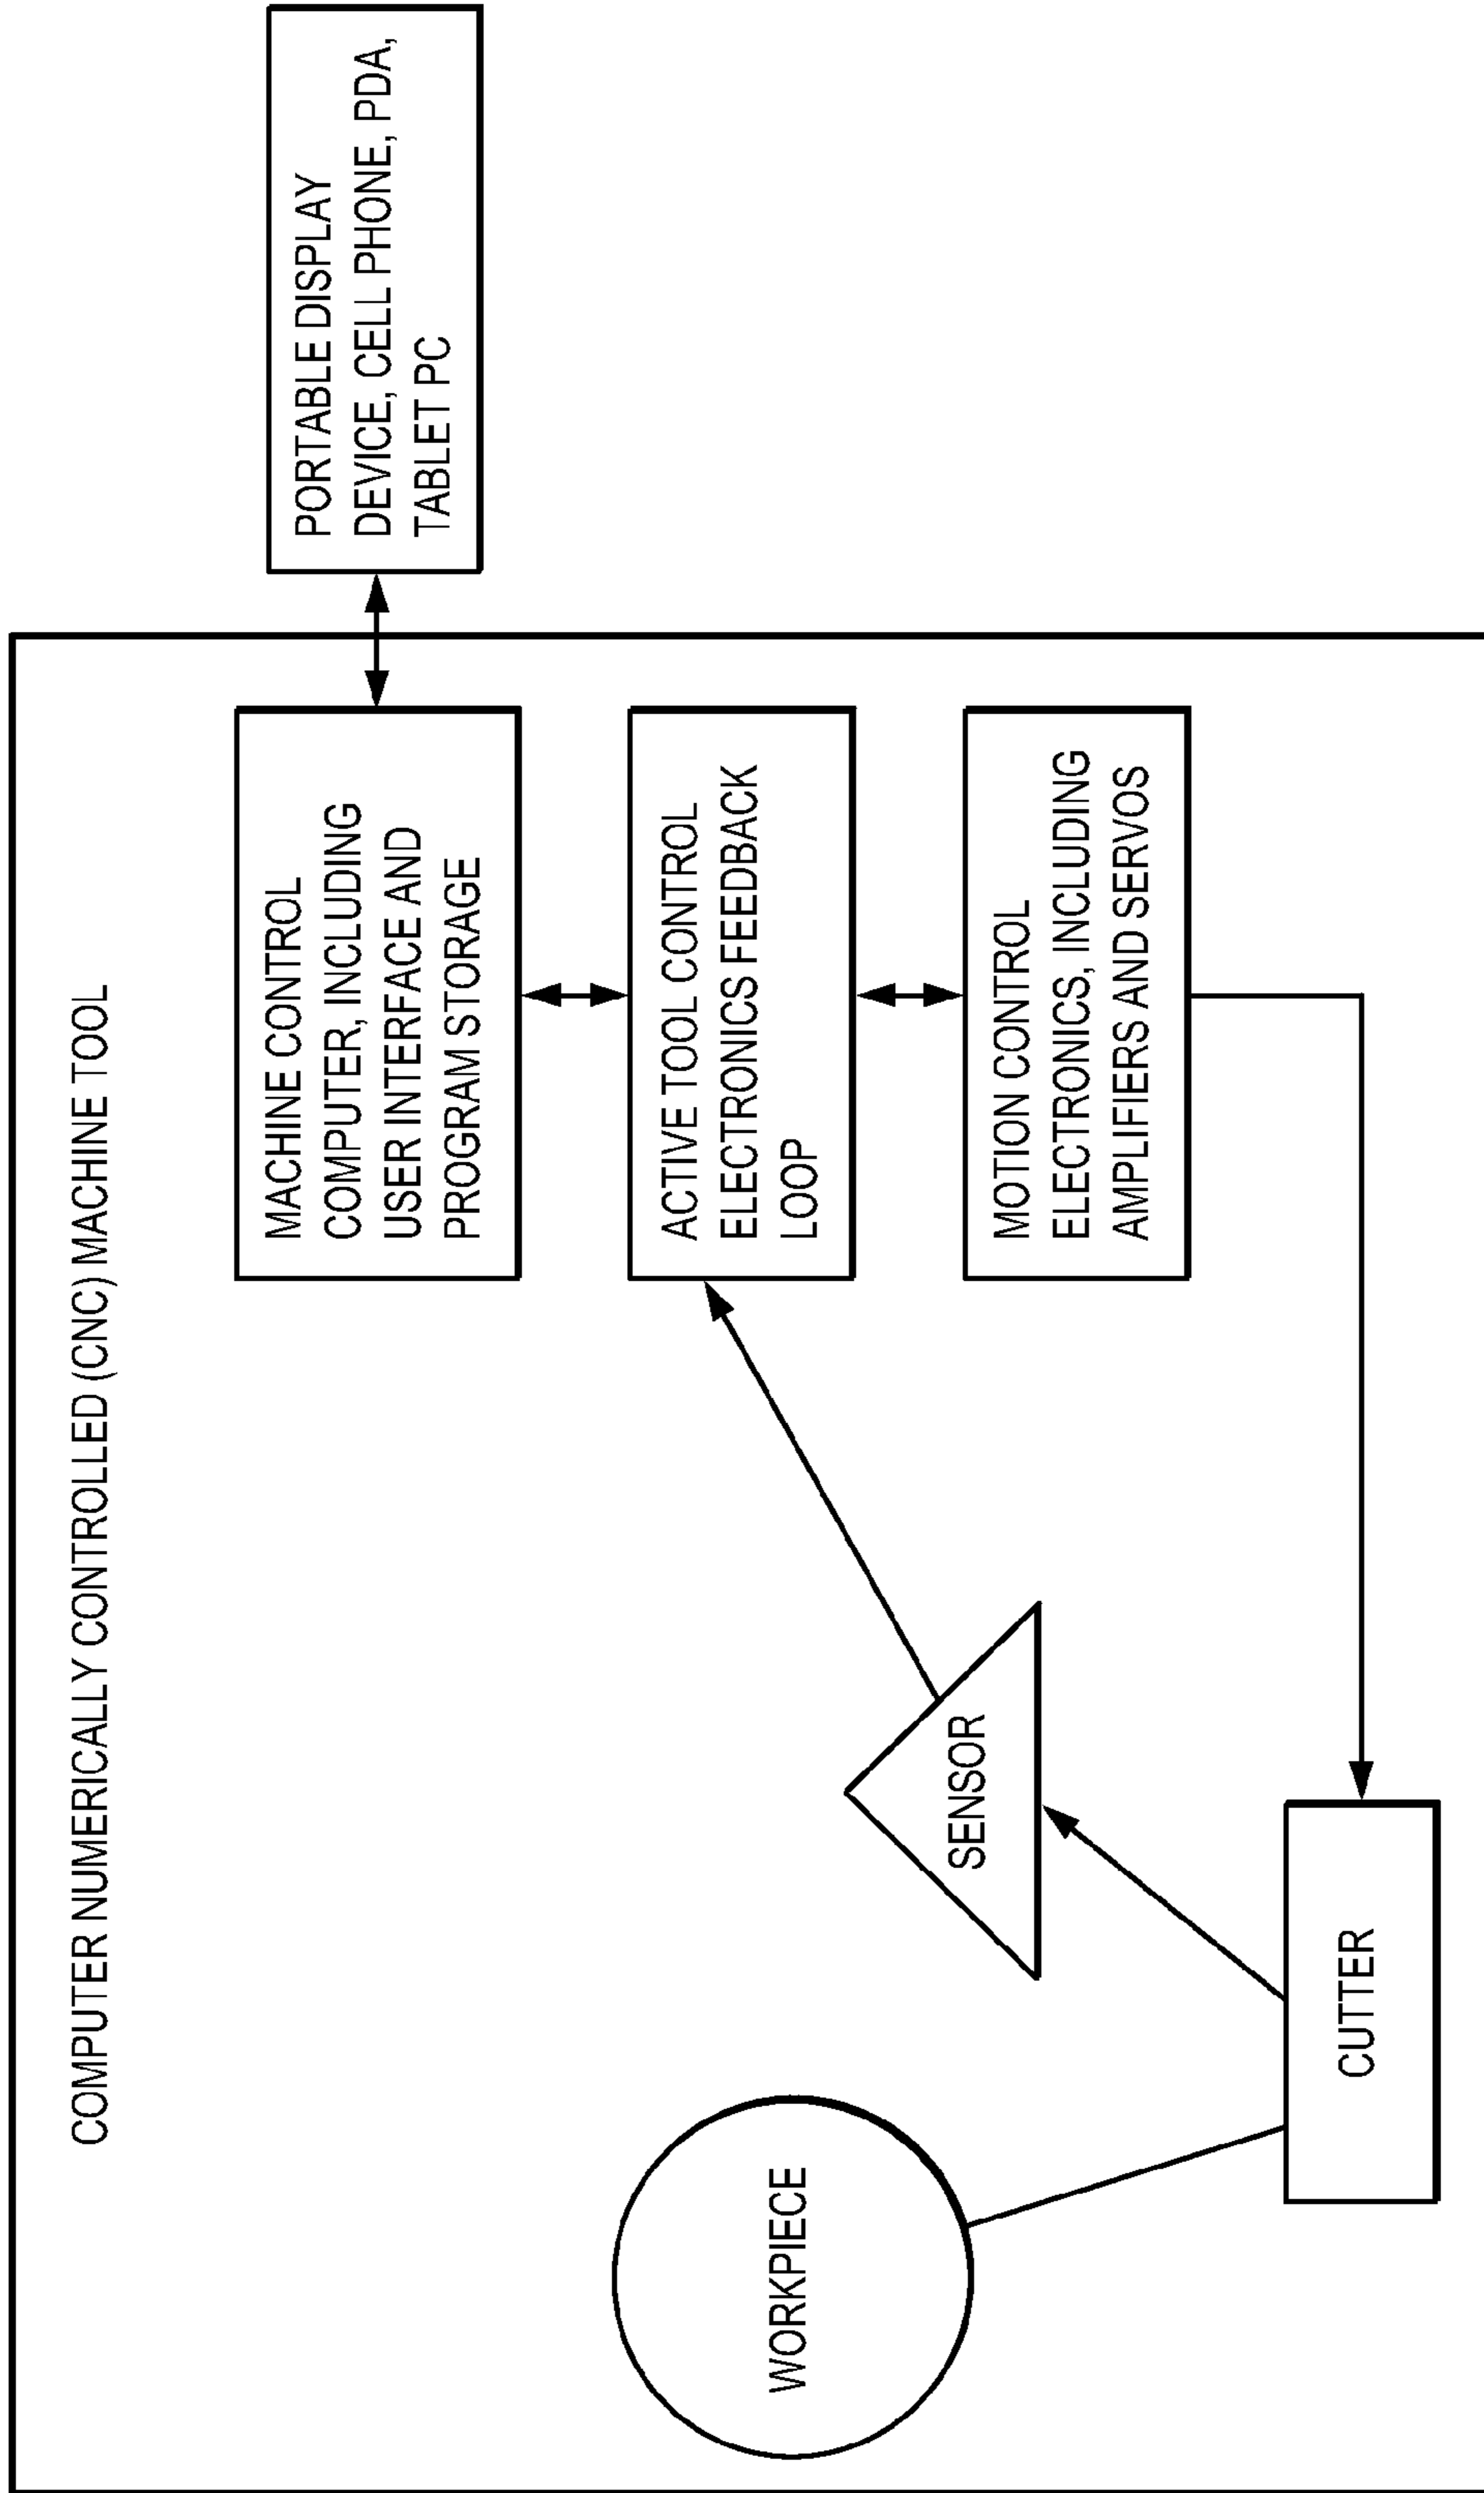 COMPUTER NUMERICALLY CONTROLLED (CNC) MACHINE TOOL
MACHINE CONTROL
COMPUTER, INCLUDING
USER INTERFACE AND
PROGRAM STORAGE
PORTABLE DISPLAY
DEVICE, CELL PHONE, PDA,
TABLET PC
ACTIVE TOOL CONTROL
ELECTRONICS FEEDBACK
LOOP
WORKPIECE
SENSOR
MOTION CONTROL
ELECTRONICS, INCLUDING
AMPLIFIERS AND SERVOS
CUTTER